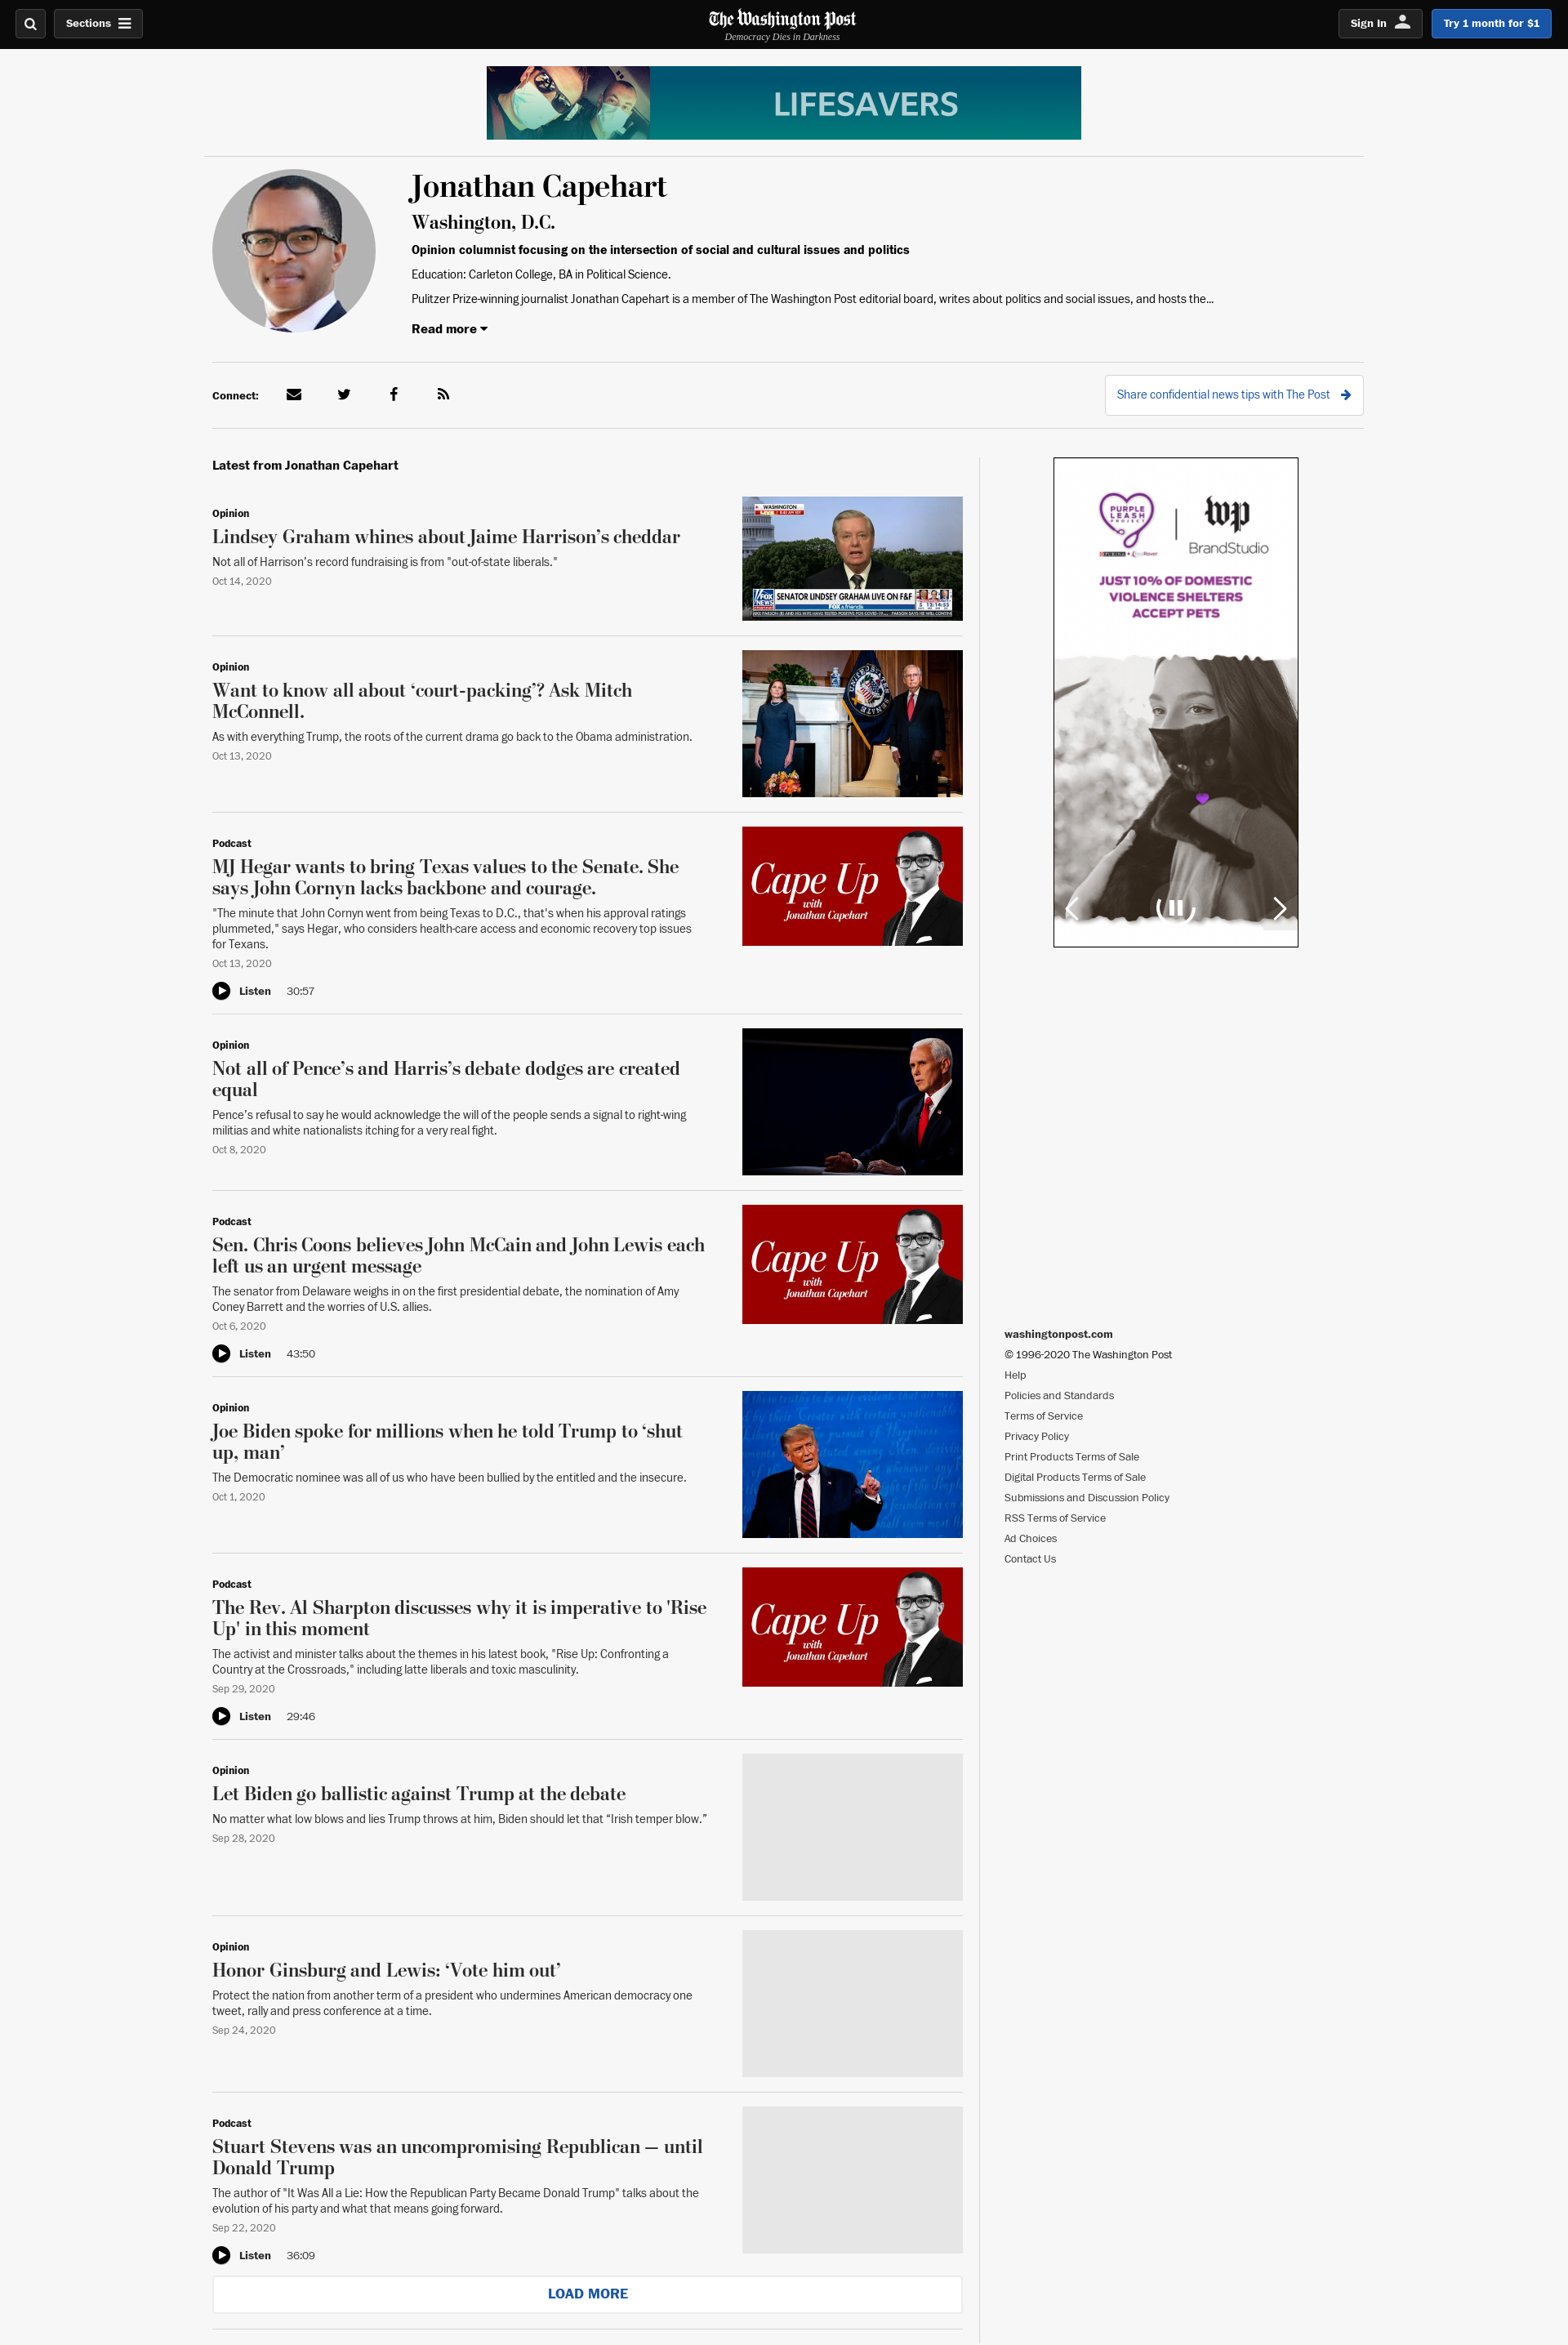 Sections
The Washington Post
Democracy Dies in Darkness
Sign In
Try 1 month for $1
LIFESAVERS
Jonathan Capehart
Washington, D.C.
Opinion columnist focusing on the intersection of social and cultural issues and politics
Education: Carleton College, BA in Political Science.
Pulitzer Prize-winning journalist Jonathan Capehart is a member of The Washington Post editorial board, writes about politics and social issues, and hosts the...
Read more
Connect:
Share confidential news tips with The Post
Latest from Jonathan Capehart
Opinion
Lindsey Graham whines about Jaime Harrison’s cheddar
Not all of Harrison’s record fundraising is from "out-of-state liberals."
Oct 14, 2020
WASHINGTON
FOX NEWS
SENATOR LINDSEY GRAHAM LIVE ON F&F
FOX & friends
Opinion
Want to know all about ‘court-packing’? Ask Mitch
McConnell.
As with everything Trump, the roots of the current drama go back to the Obama administration.
Oct 13, 2020
Podcast
MJ Hegar wants to bring Texas values to the Senate. She
says John Cornyn lacks backbone and courage.
"The minute that John Cornyn went from being Texas to D.C., that's when his approval ratings
plummeted," says Hegar, who considers health-care access and economic recovery top issues
for Texans.
Oct 13, 2020
Listen 30:57
Cape Up
with
Jonathan Capehart
Opinion
Not all of Pence’s and Harris’s debate dodges are created
equal
Pence’s refusal to say he would acknowledge the will of the people sends a signal to right-wing
militias and white nationalists itching for a very real fight.
Oct 8, 2020
Podcast
Sen. Chris Coons believes John McCain and John Lewis each
left us an urgent message
The senator from Delaware weighs in on the first presidential debate, the nomination of Amy
Coney Barrett and the worries of U.S. allies.
Oct 6, 2020
Listen 43:50
Cape Up
with
Jonathan Capehart
Opinion
Joe Biden spoke for millions when he told Trump to ‘shut
up, man’
The Democratic nominee was all of us who have been bullied by the entitled and the insecure.
Oct 1, 2020
Podcast
The Rev. Al Sharpton discusses why it is imperative to 'Rise
Up' in this moment
The activist and minister talks about the themes in his latest book, "Rise Up: Confronting a
Country at the Crossroads," including latte liberals and toxic masculinity.
Sep 29, 2020
Listen 29:46
Cape Up
with
Jonathan Capehart
Opinion
Let Biden go ballistic against Trump at the debate
No matter what low blows and lies Trump throws at him, Biden should let that “Irish temper blow.”
Sep 28, 2020
Opinion
Honor Ginsburg and Lewis: ‘Vote him out’
Protect the nation from another term of a president who undermines American democracy one
tweet, rally and press conference at a time.
Sep 24, 2020
Podcast
Stuart Stevens was an uncompromising Republican — until
Donald Trump
The author of "It Was All a Lie: How the Republican Party Became Donald Trump" talks about the
evolution of his party and what that means going forward.
Sep 22, 2020
Listen 36:09
LOAD MORE
PURPLE
LEASH
PROJECT
PURINA
wp
BrandStudio
JUST 10% OF DOMESTIC
VIOLENCE SHELTERS
ACCEPT PETS
washingtonpost.com
© 1996-2020 The Washington Post
Help
Policies and Standards
Terms of Service
Privacy Policy
Print Products Terms of Sale
Digital Products Terms of Sale
Submissions and Discussion Policy
RSS Terms of Service
Ad Choices
Contact Us